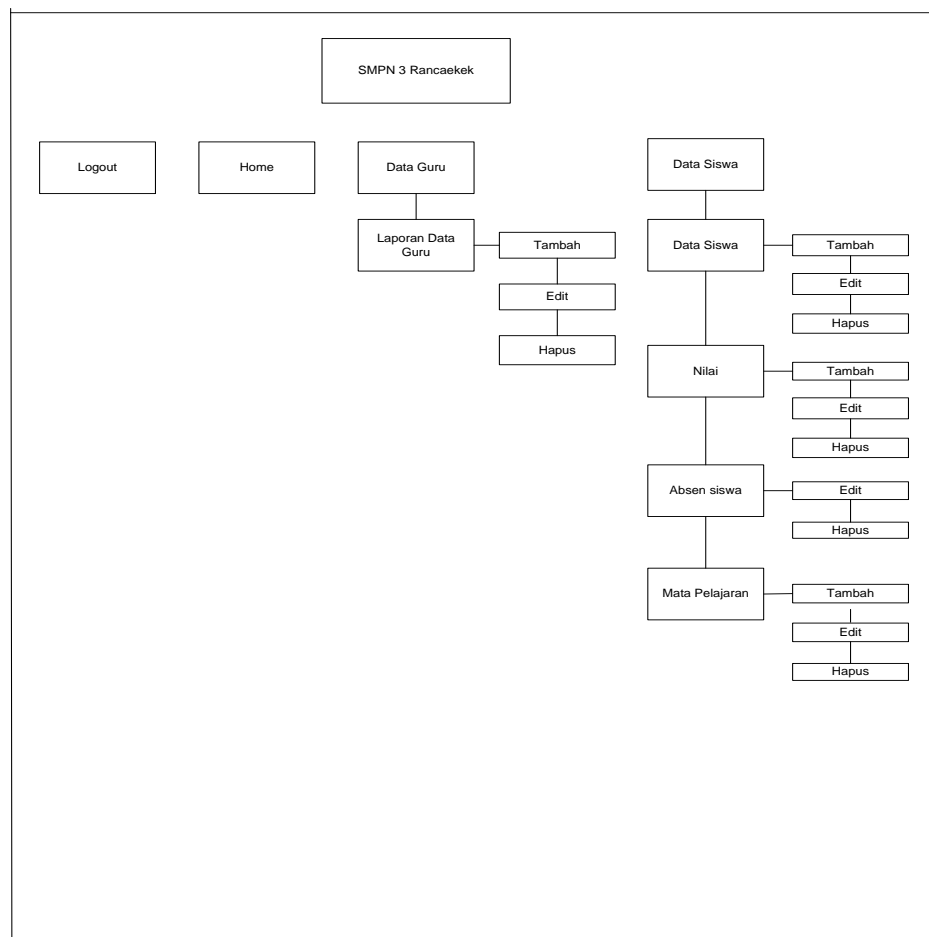 SMPN 3 Rancaekek
Logout
Home
Data Guru
Data Siswa
Laporan Data
Guru
Tambah
Edit
Hapus
Data Siswa
Tambah
Edit
Hapus
Nilai
Tambah
Edit
Hapus
Absen siswa
Edit
Hapus
Mata Pelajaran
Tambah
Edit
Hapus